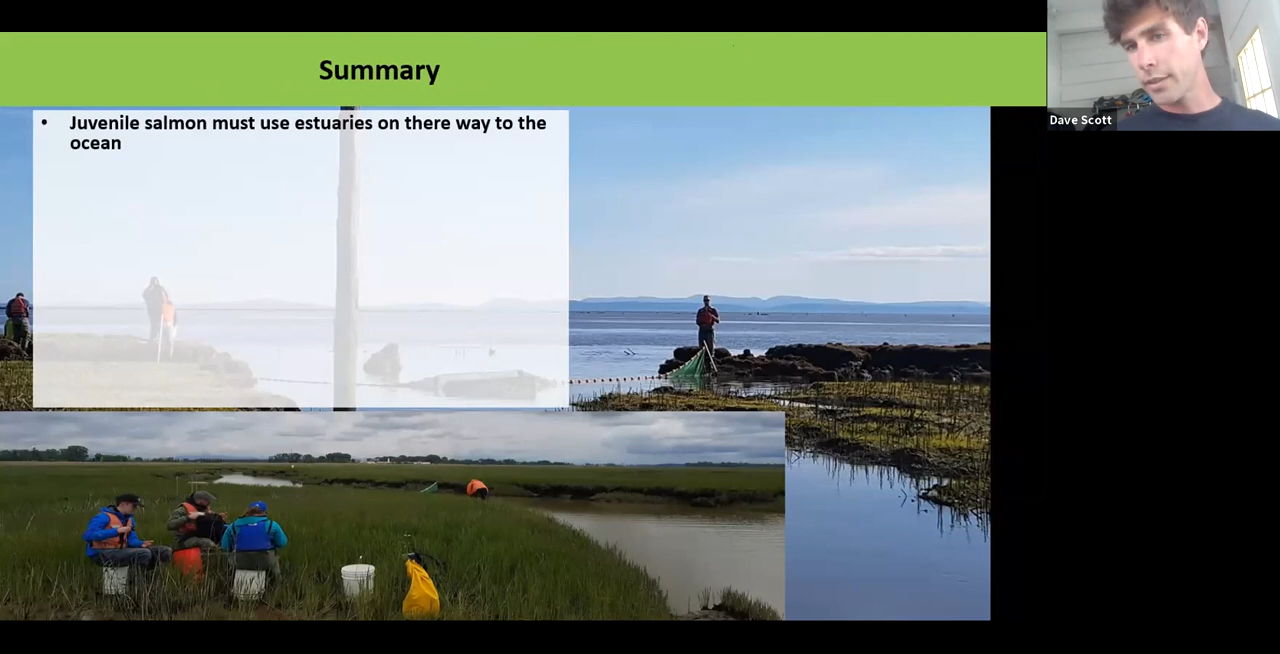 Summary
• Juvenile salmon must use estuaries on there way to the
ocean
Dave Scott